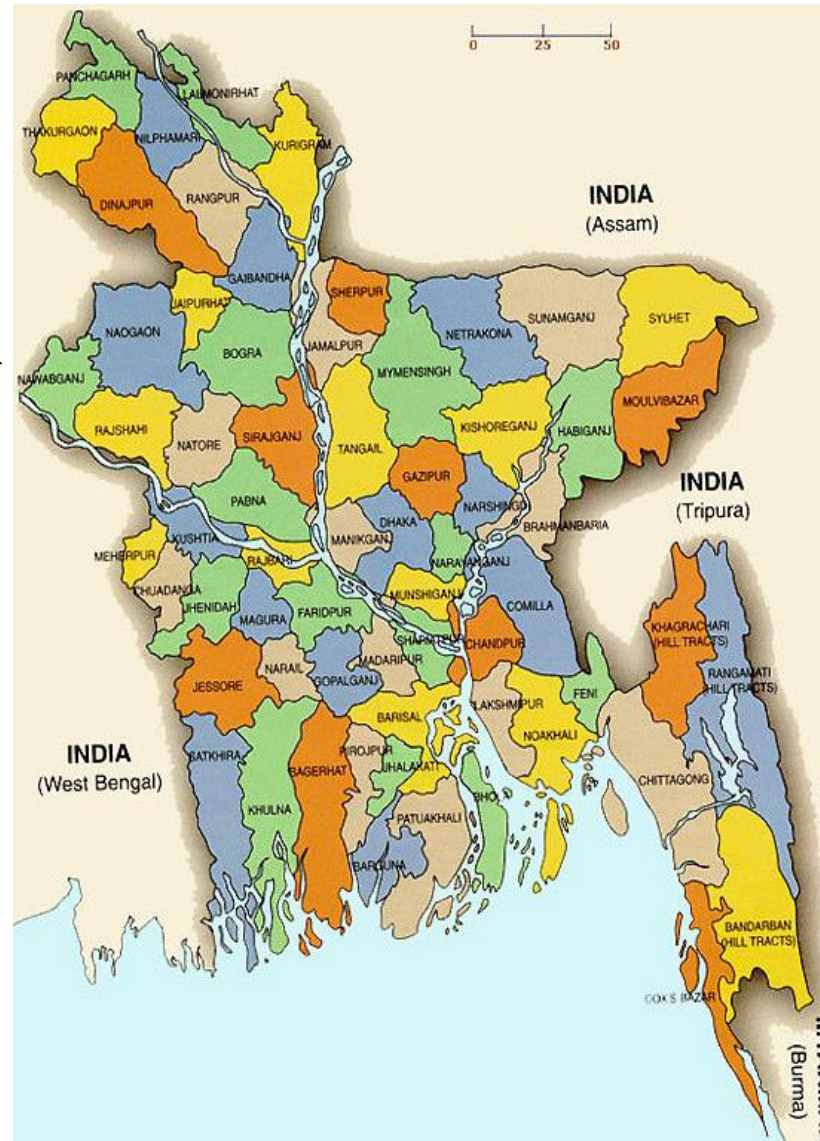 0 25 50
PANCHAGARH
LALMONIRHAT
THAKURGAON
NILPHAMARI
KURIGRAM
DINAJPUR
RANGPUR
INDIA
(Assam)
GAIBANDHA
JAIPURHAT
SHERPUR
NAOGAON
NETRAKONA
SUNAMGANJ
SYLHET
BOGRA
JAMALPUR
MYMENSINGH
NAWABGANJ
MOULVIBAZAR
RAJSHAHI
NATORE
SIRAJGANJ
TANGAIL
KISHOREGANJ
HABIGANJ
GAZIPUR
INDIA
(Tripura)
PABNA
NARSHINGDI
DHAKA
BRAHMANBARIA
KUSHTIA
MANIKGANJ
MEHERPUR
RAJBARI
NARAYANGANJ
CHUADANGA
MUNSHIGANJ
JHENIDAH
MAGURA
FARIDPUR
COMILLA
SHARIATPUR
CHANDPUR
KHAGRACHARI
(HILL TRACTS)
NARAIL
MADARIPUR
JESSORE
GOPALGANJ
RANGAMATI
(HILL TRACTS)
FENI
LAKSHMIPUR
BARISAL
NOAKHALI
INDIA
(West Bengal)
SATKHIRA
PIROJPUR
BAGERHAT
JHALAKATI
CHITTAGONG
KHULNA
BHOLA
PATUAKHALI
BARGUNA
BANDARBAN
(HILL TRACTS)
COX'S BAZAR
(Burma)